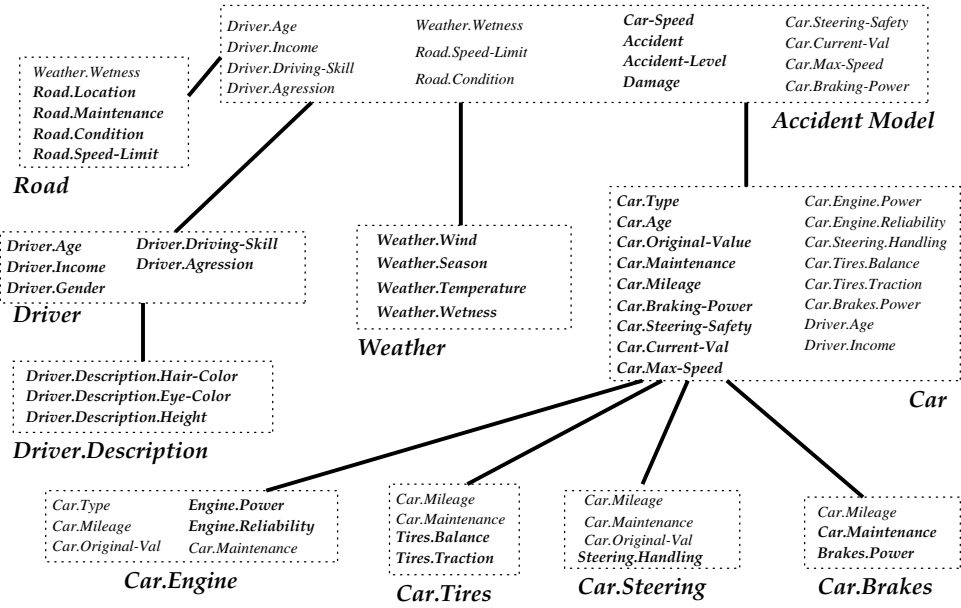 Driver.Age
Driver.Income
Driver.Driving-Skill
Driver.Agression
Weather.Wetness
Road.Speed-Limit
Road.Condition
Car-Speed
Accident
Accident-Level
Damage
Car.Steering-Safety
Car.Current-Val
Car.Max-Speed
Car.Braking-Power
Accident Model
Weather.Wetness
Road.Location
Road.Maintenance
Road.Condition
Road.Speed-Limit
Road
Driver.Age
Driver.Income
Driver.Gender
Driver.Driving-Skill
Driver.Agression
Driver
Weather.Wind
Weather.Season
Weather.Temperature
Weather.Wetness
Weather
Car.Type
Car.Age
Car.Original-Value
Car.Maintenance
Car.Mileage
Car.Braking-Power
Car.Steering-Safety
Car.Current-Val
Car.Max-Speed
Car.Engine.Power
Car.Engine.Reliability
Car.Steering.Handling
Car.Tires.Balance
Car.Tires.Traction
Car.Brakes.Power
Driver.Age
Driver.Income
Car
Driver.Description.Hair-Color
Driver.Description.Eye-Color
Driver.Description.Height
Driver.Description
Car.Type
Car.Mileage
Car.Original-Val
Engine.Power
Engine.Reliability
Car.Maintenance
Car.Engine
Car.Mileage
Car.Maintenance
Tires.Balance
Tires.Traction
Car.Tires
Car.Mileage
Car.Maintenance
Car.Original-Val
Steering.Handling
Car.Steering
Car.Mileage
Car.Maintenance
Brakes.Power
Car.Brakes